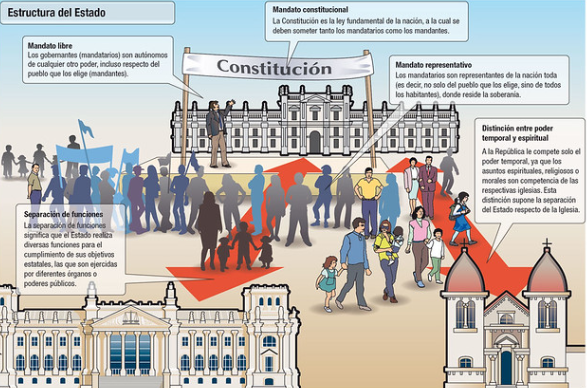 Estructura del Estado
Mandato constitucional
La Constitución es la ley fundamental de la nación, a la cual se
deben someter tanto los mandatarios como los mandantes.
Mandato libre
Los gobernantes (mandatarios) son autónomos
de cualquier otro poder, incluso respecto del
pueblo que los elige (mandantes).
Constitución
Mandato representativo
Los mandatarios son representantes de la nación toda
(es decir, no solo del pueblo que los elige, sino de todos
los habitantes), donde reside la soberanía.
Distinción entre poder
temporal y espiritual
A la República le compete solo el
poder temporal, ya que los
asuntos espirituales, religiosos o
morales son competencia de las
respectivas iglesias. Esta
distinción supone la separación
del Estado respecto de la Iglesia.
Separación de funciones
La separación de funciones
significa que el Estado realiza
diversas funciones para el
cumplimiento de sus objetivos
estatales, las que son ejercidas
por diferentes órganos o
poderes públicos.